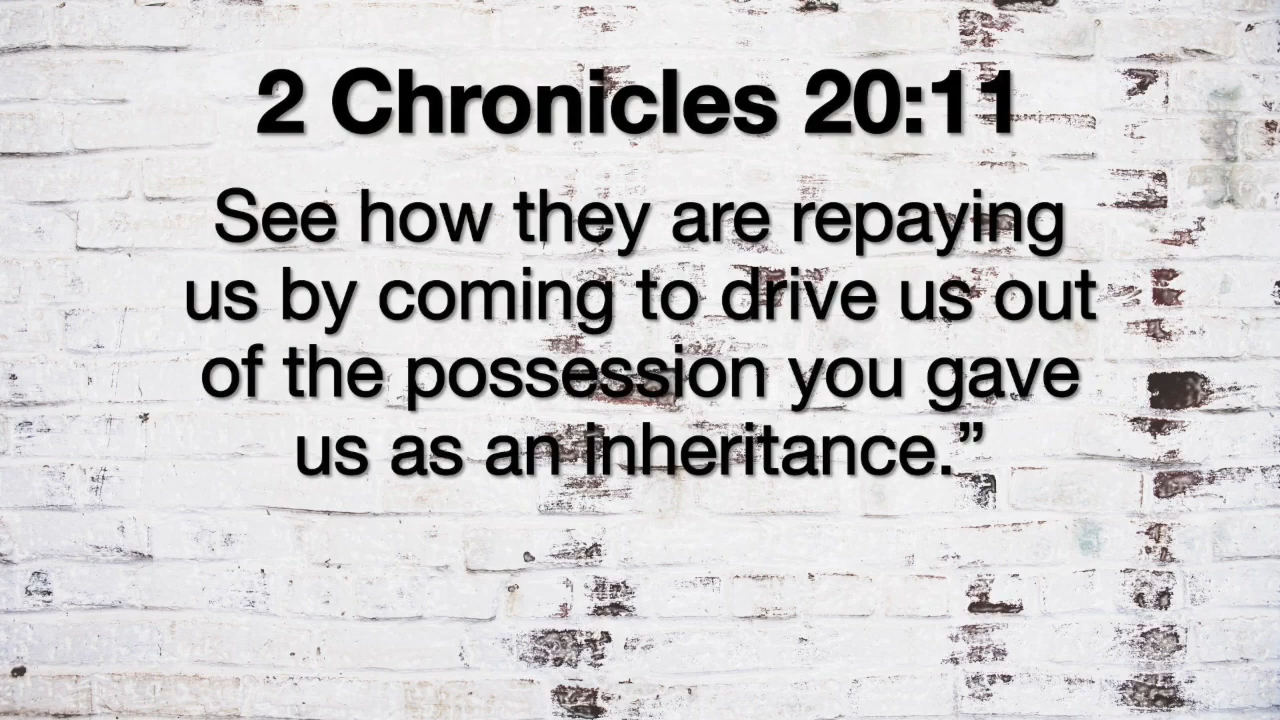 2 Chronicles 20:11
See how they are repaying
us by coming to drive us out
of the possession you gave
us as an inheritance.”